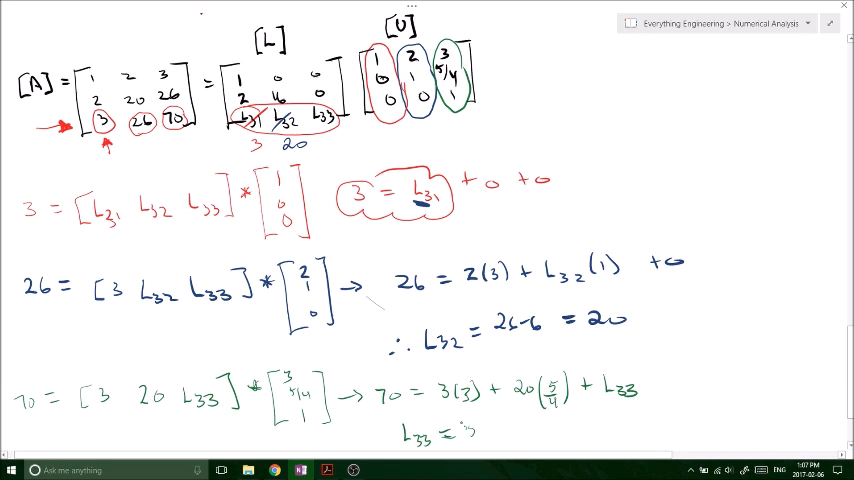 Everything Engineering » Numerical Analysis
[L] [U]
[A] = [1 2 3; 2 20 26; 3 26 70] = [1 0 0; 2 16 0; L31 L32 L33] [1 2 3; 0 1 5/4; 0 0 1]
3 20
3 = [L31 L32 L33] * [1; 0; 0] 3 = L31 + 0 + 0
26 = [3 L32 L33] * [2; 1; 0] → 26 = 2(3) + L32(1) + 0
∴ L32 = 26-6 = 20
70 = [3 20 L33] * [3; 5/4; 1] → 70 = 3(3) + 20(5/4) + L33
L33 =
Ask me anything
ENG
1:07 PM
2017-02-06